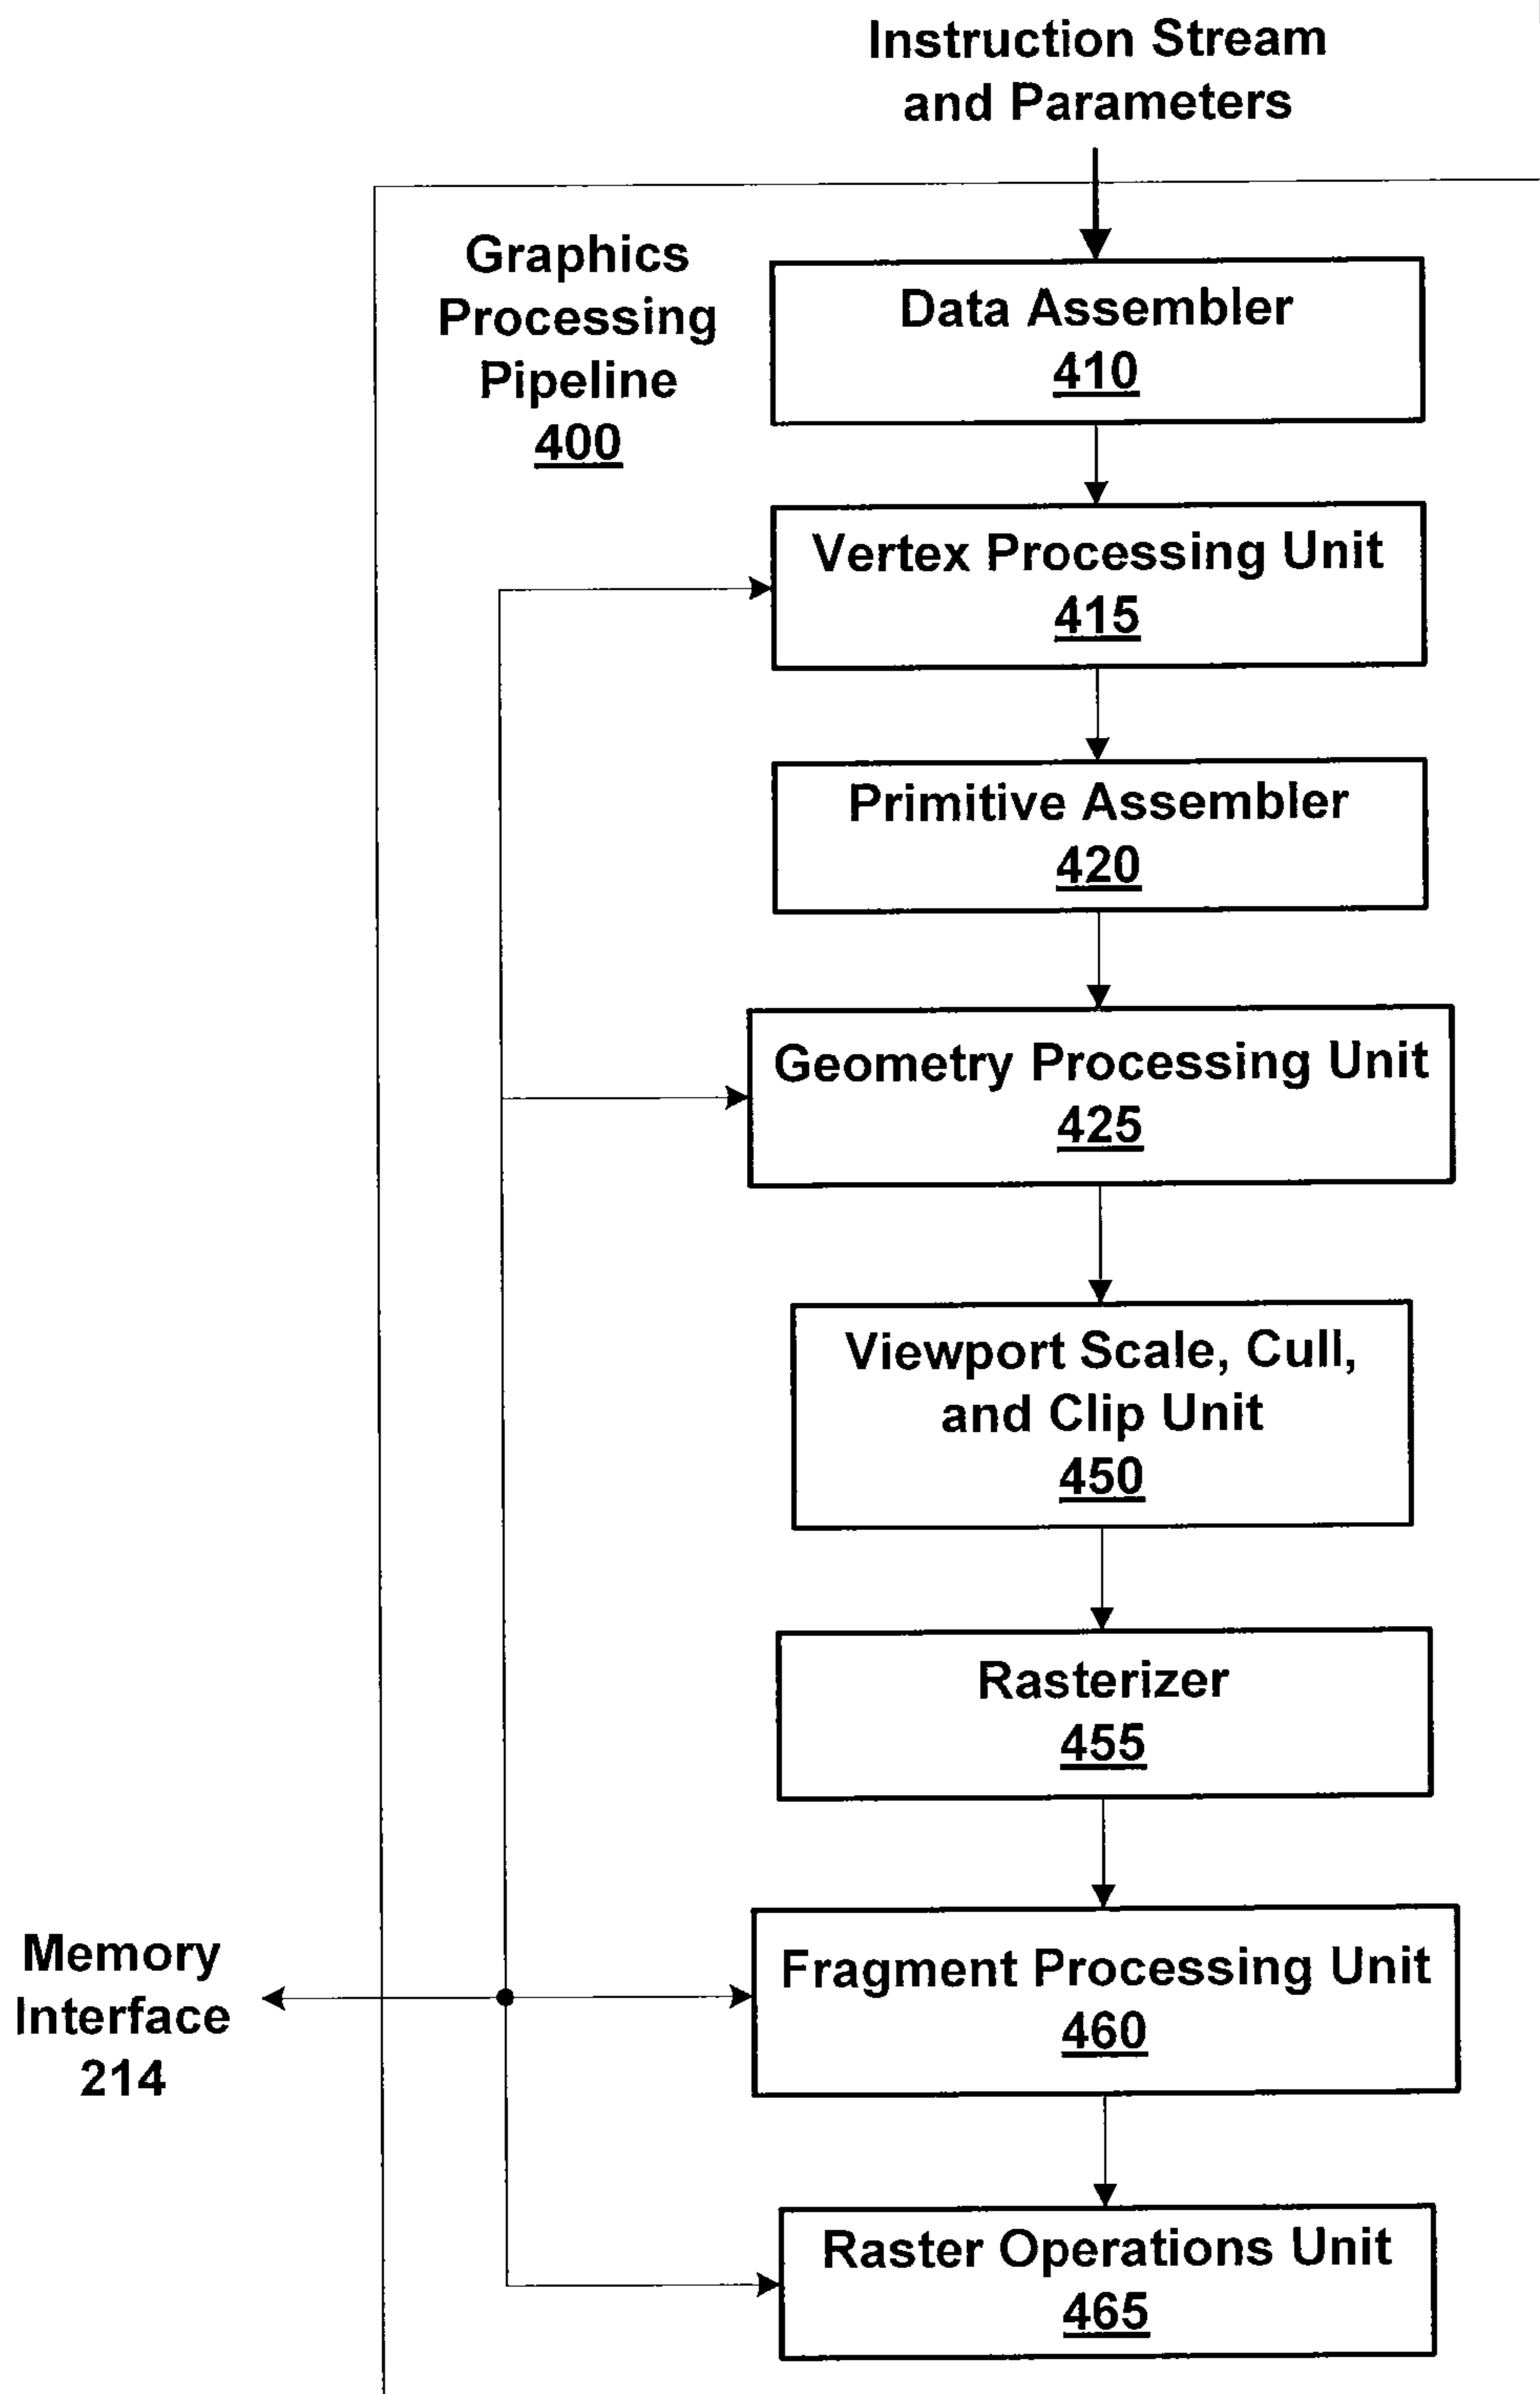 Instruction Stream
and Parameters
Graphics
Processing
Pipeline
400
Data Assembler
410
Vertex Processing Unit
415
Primitive Assembler
420
Geometry Processing Unit
425
Viewport Scale, Cull,
and Clip Unit
450
Rasterizer
455
Memory
Interface
214
Fragment Processing Unit
460
Raster Operations Unit
465